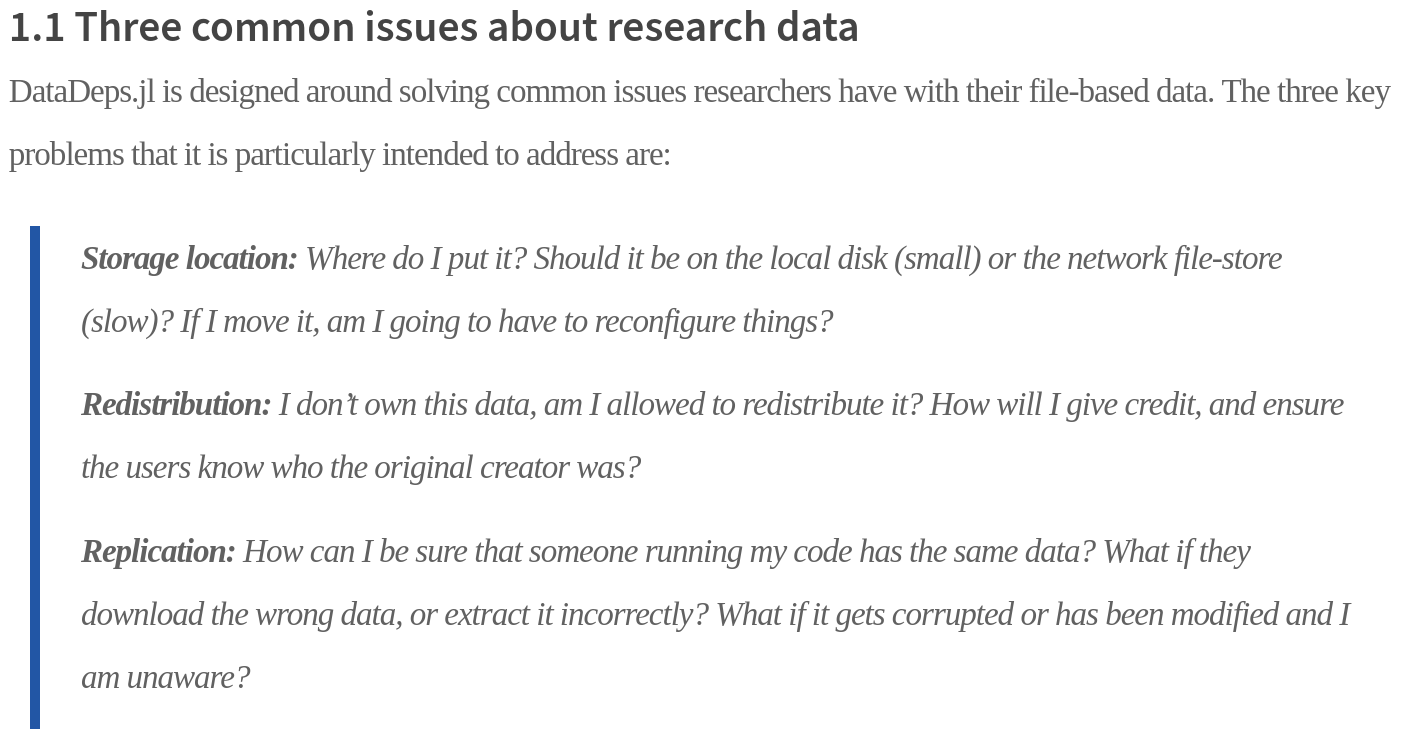 1.1 Three common issues about research data
DataDeps.jl is designed around solving common issues researchers have with their file-based data. The three key
problems that it is particularly intended to address are:
Storage location: Where do I put it? Should it be on the local disk (small) or the network file-store
(slow)? If I move it, am I going to have to reconfigure things?
Redistribution: I don’t own this data, am I allowed to redistribute it? How will I give credit, and ensure
the users know who the original creator was?
Replication: How can I be sure that someone running my code has the same data? What if they
download the wrong data, or extract it incorrectly? What if it gets corrupted or has been modified and I
am unaware?